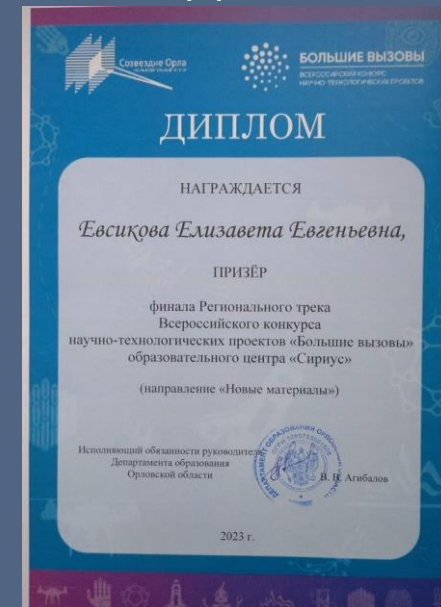 Созвездие Орла
БОЛЬШИЕ ВЫЗОВЫ
ВСЕРОССИЙСКИЙ КОНКУРС
НАУЧНО-ТЕХНОЛОГИЧЕСКИХ ПРОЕКТОВ
ДИПЛОМ
НАГРАЖДАЕТСЯ
Евсикова Елизавета Евгеньевна,
ПРИЗЁР
финала Регионального трека
Всероссийского конкурса
научно-технологических проектов «Большие вызовы»
образовательного центра «Сириус»
(направление «Новые материалы»)
Исполняющий обязанности руководителя
Департамента образования
Орловской области
Агибалов
2023 г.